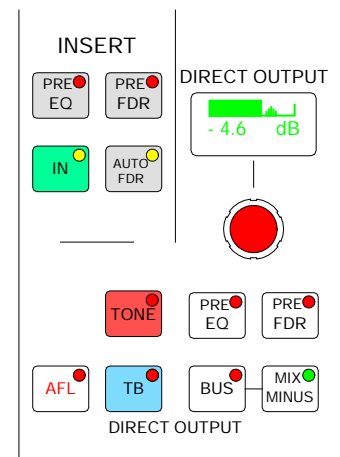 INSERT
PRE
EQ
PRE
FDR
IN
AUTO
FDR
DIRECT OUTPUT
- 4.6 dB
TONE
PRE
EQ
PRE
FDR
AFL
TB
BUS
MIX
MINUS
DIRECT OUTPUT